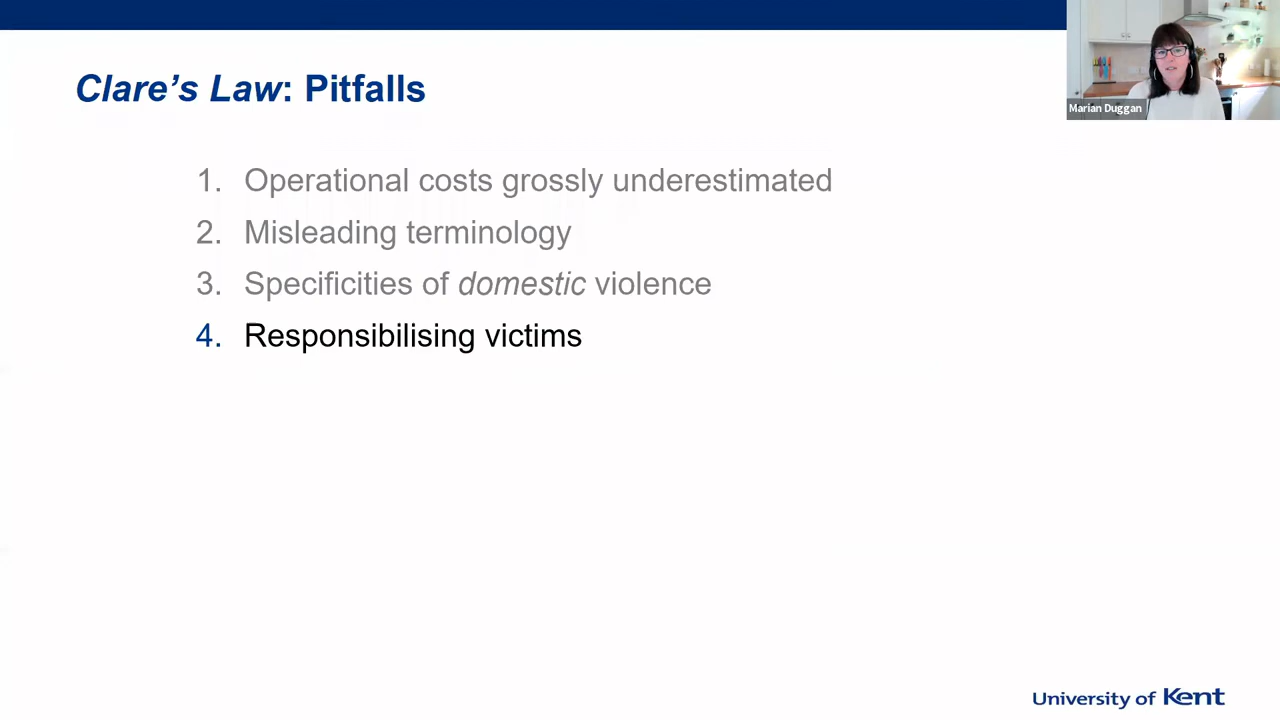 Clare's Law: Pitfalls
Marian Duggan
1. Operational costs grossly underestimated
2. Misleading terminology
3. Specificities of domestic violence
4. Responsibilising victims
University of Kent